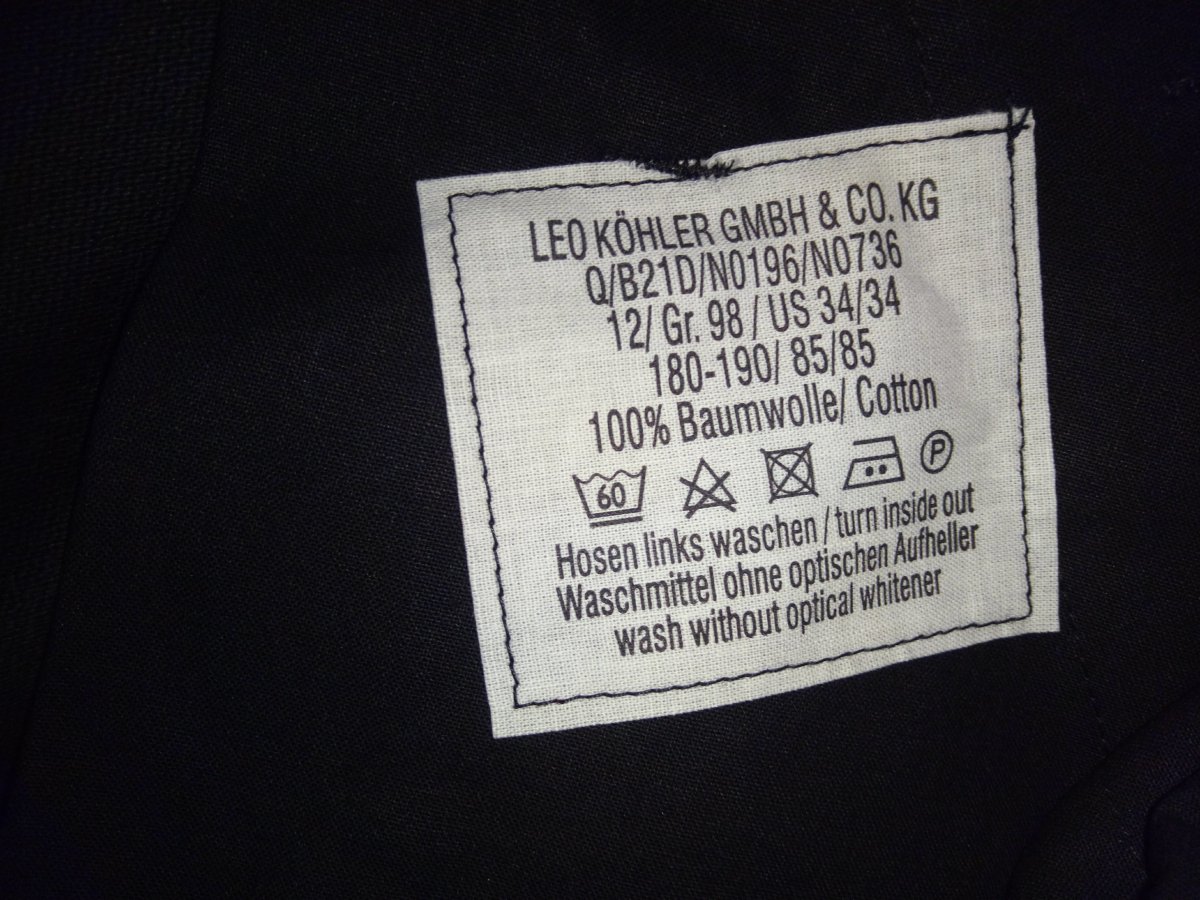 LEO KÖHLER GMBH & CO. KG
Q/B21D/N0196/N0736
12/ Gr. 98 / US 34/34
180-190/ 85/85
100% Baumwolle/ Cotton
60 P
Hosen links waschen / turn inside out
Waschmittel ohne optischen Aufheller
wash without optical whitener